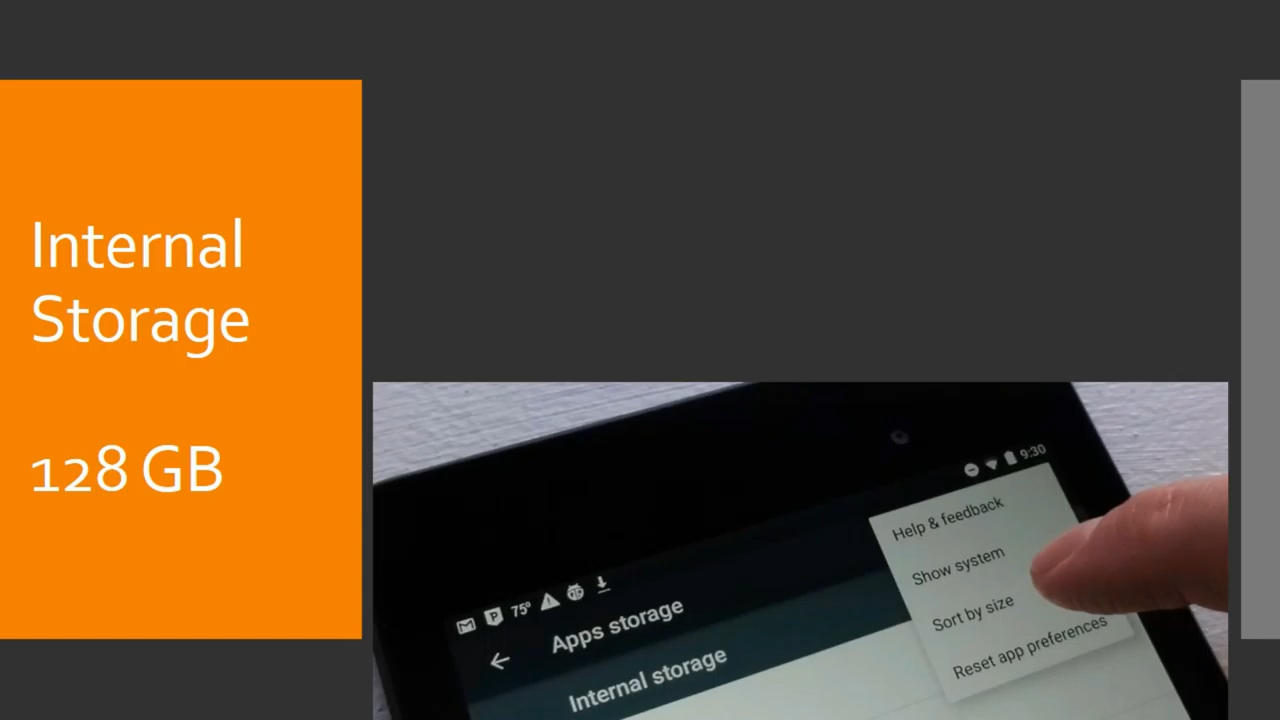 Internal
Storage
128 GB
9:30
Help & feedback
Show system
Sort by size
Reset app preferences
75°
Apps storage
Internal storage